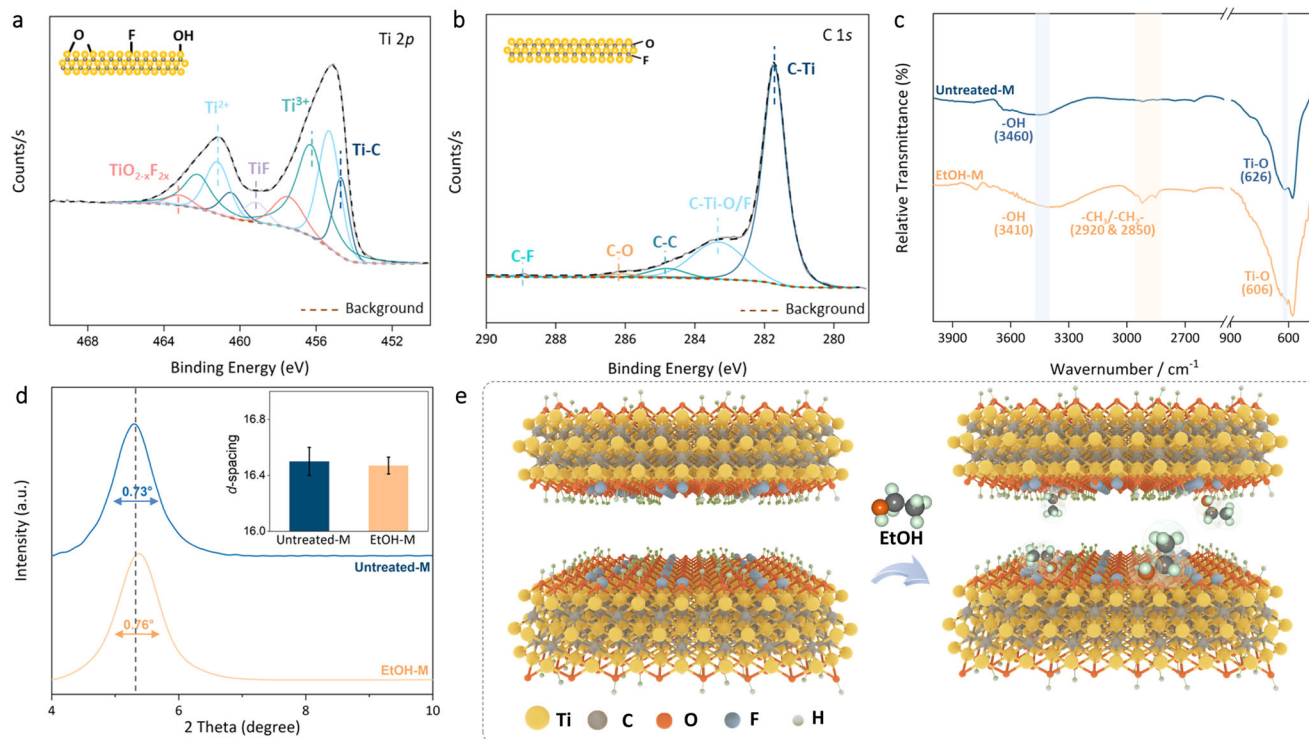 a
O F OH
Ti 2p
Ti²⁺
Ti³⁺
Ti-C
TiO₂₋ₓF₂ₓ
TiF
Counts/s
Background
468 464 460 456 452
Binding Energy (eV)
b
O
F
C 1s
C-Ti
C-Ti-O/F
C-C
C-O
C-F
Counts/s
Background
290 288 286 284 282 280
Binding Energy (eV)
c
Relative Transmittance (%)
Untreated-M
-OH
(3460)
Ti-O
(626)
EtOH-M
-OH
(3410)
-CH₃/-CH₂-
(2920 & 2850)
Ti-O
(606)
3900 3300 2700 900 600
Wavernumber / cm⁻¹
d
Intensity (a.u.)
0.73°
Untreated-M
0.76°
EtOH-M
4 5 6 7 8 9 10
2 Theta (degree)
d-spacing
16.8
16.4
16.0
Untreated-M EtOH-M
e
EtOH
Ti C O F H